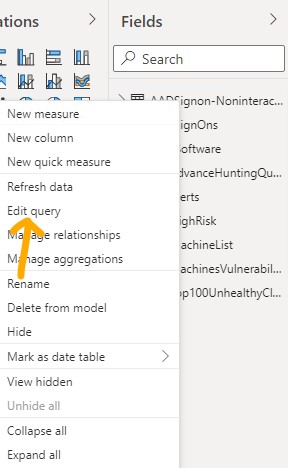 ations
Fields
Search
AADSignon-Noninterac...
ignOns
Software
dvanceHuntingQu...
erts
ighRisk
achineList
achinesVulnerabil...
op100UnhealthyCl...
New measure
New column
New quick measure
Refresh data
Edit query
Manage relationships
Manage aggregations
Rename
Delete from model
Hide
Mark as date table
View hidden
Unhide all
Collapse all
Expand all